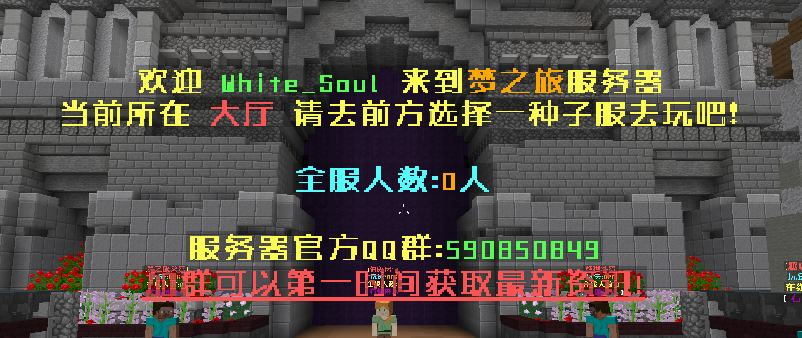 欢迎 White_Soul 来到梦之旅服务器
当前所在 大厅 请去前方选择一种子服去玩吧!
全服人数:0人
服务器官方QQ群:590850849
加群可以第一时间获取最新资讯!